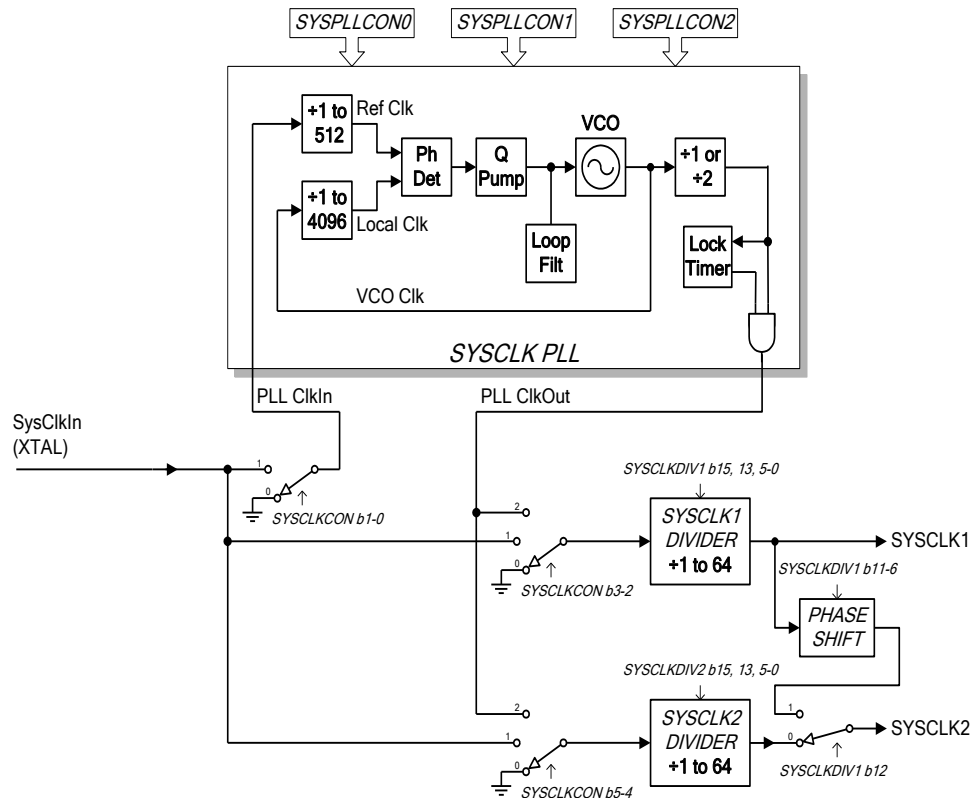 SYSPLLCON0
SYSPLLCON1
SYSPLLCON2
÷1 to
512
Ref Clk
÷1 to
4096
Local Clk
Ph
Det
Q
Pump
VCO
÷1 or
÷2
Loop
Filt
Lock
Timer
VCO Clk
SYSCLK PLL
PLL ClkIn
PLL ClkOut
SysClkIn
(XTAL)
1
0
SYSCLKCON b1-0
SYSCLKDIV1 b15, 13, 5-0
2
1
0
SYSCLKCON b3-2
SYSCLK1
DIVIDER
÷1 to 64
SYSCLK1
SYSCLKDIV1 b11-6
PHASE
SHIFT
SYSCLKDIV2 b15, 13, 5-0
2
1
0
SYSCLKCON b5-4
SYSCLK2
DIVIDER
÷1 to 64
1
0
SYSCLK2
SYSCLKDIV1 b12